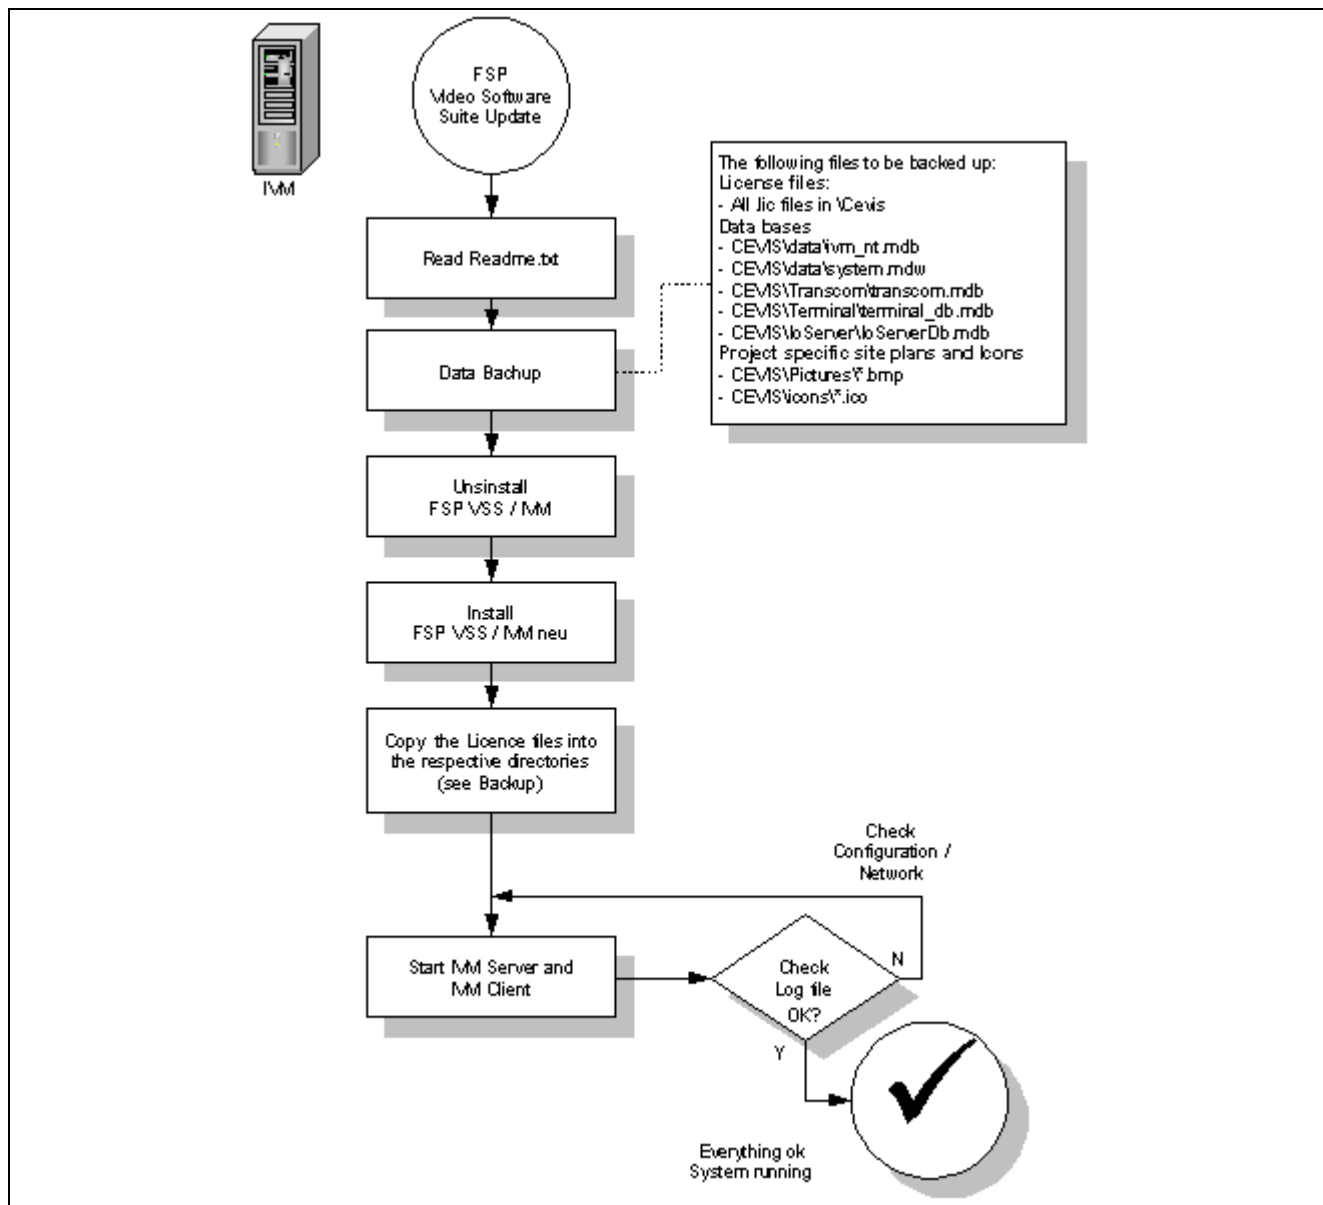 FSP
Video Software
Suite Update
IVM
The following files to be backed up:
License files:
- All .lic files in \Cevis
Data bases
- CEVIS\data\ivm_nt.mdb
- CEVIS\data\system.mdw
- CEVIS\Transcom\transcom.mdb
- CEVIS\Terminal\terminal_db.mdb
- CEVIS\IoServer\IoServerDb.mdb
Project specific site plans and Icons
- CEVIS\Pictures\*.bmp
- CEVIS\icons\*.ico
Read Readme.txt
Data Bachup
Unsinstall
FSP VSS / IVM
Install
FSP VSS / IVM neu
Copy the Licence files into
the respective directories
(see Backup)
Check
Configuration /
Network
Start IVM Server and
IVM Client
Check
Log file
OK?
N
Y
Everything ok
System running